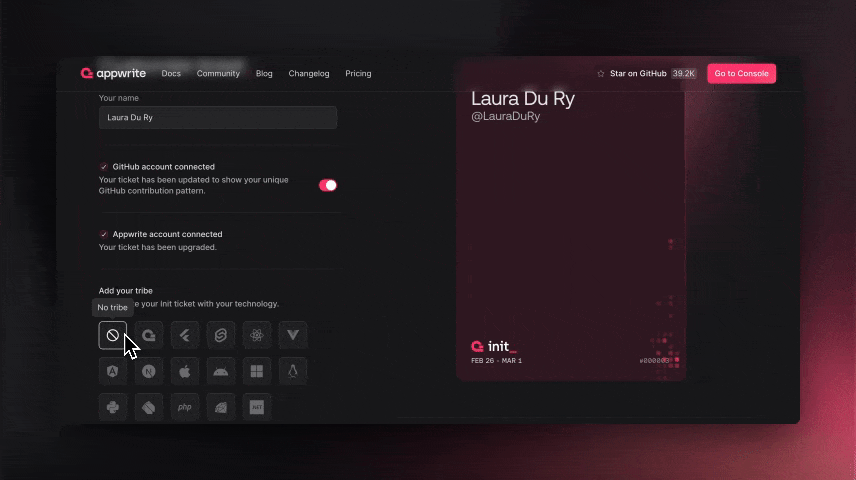 appwrite
Docs
Community
Blog
Changelog
Pricing
Star on GitHub
39.2K
Go to Console
Your name
Laura Du Ry
GitHub account connected
Your ticket has been updated to show your unique
GitHub contribution pattern.
Appwrite account connected
Your ticket has been upgraded.
Add your tribe
No tribe
your Init ticket with your technology.
php
.NET
Laura Du Ry
@LauraDuRy
init_
FEB 26 - MAR 1